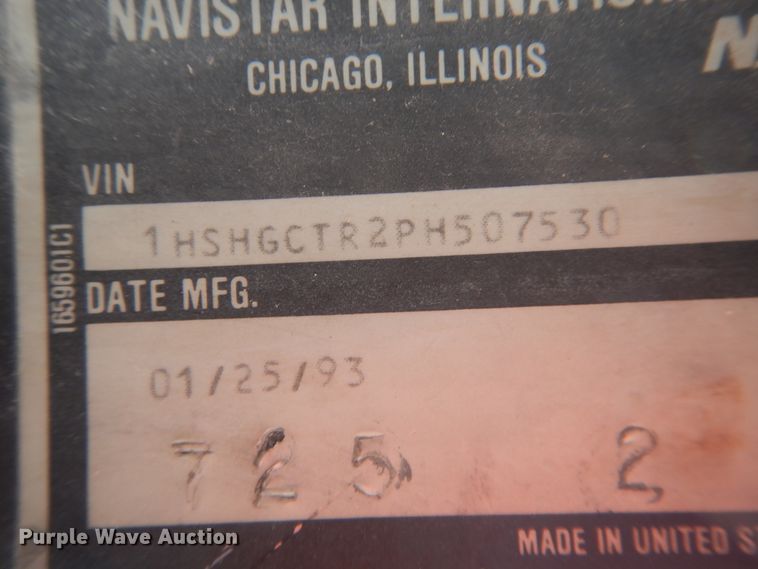 NAVISTAR INTERNATIONAL
CHICAGO, ILLINOIS
VIN
1HSHGCTR2PH507530
DATE MFG.
01/25/93
725 2
1659601C1
MADE IN UNITED
Purple Wave Auction